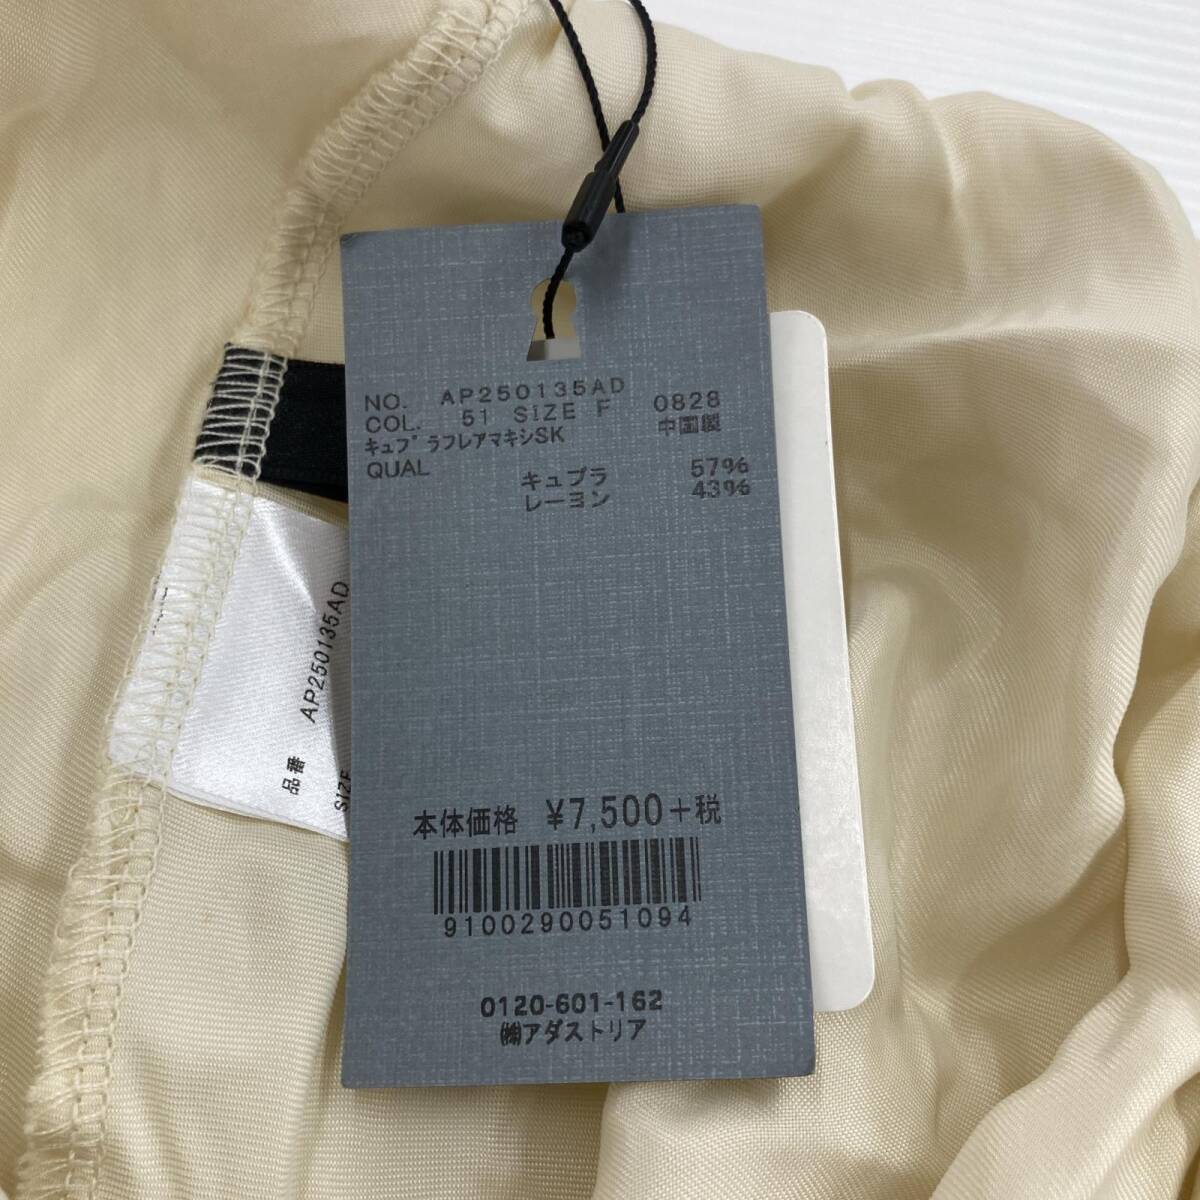 NO. AP250135AD
COL. 51 SIZE F 0828
キュプラフレアマキシSK 中国製
QUAL キュプラ 57%
レーヨン 43%
本体価格 ¥7,500+税
9100290051094
0120-601-162
㈱アダストリア
品番 AP250135AD
SIZE